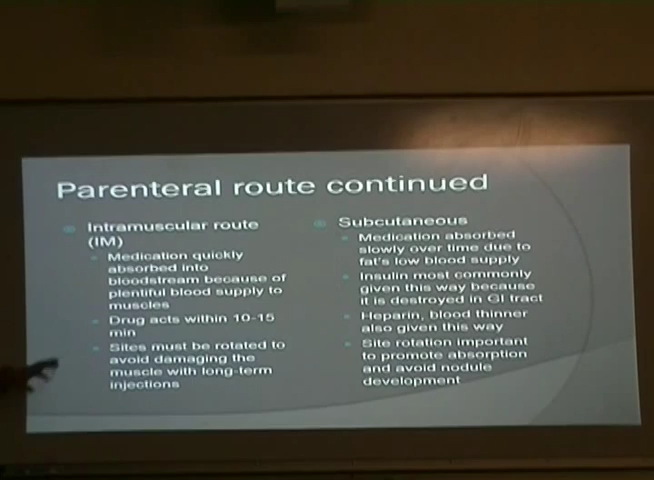 Parenteral route continued
Intramuscular route
(IM)
Medication quickly
absorbed into
bloodstream because of
plentiful blood supply to
muscles
Drug acts within 10-15
min
Sites must be rotated to
avoid damaging the
muscle with long-term
injections
Subcutaneous
Medication absorbed
slowly over time due to
fat's low blood supply
Insulin most commonly
given this way because
it is destroyed in GI tract
Heparin, blood thinner
also given this way
Site rotation important
to promote absorption
and avoid nodule
development